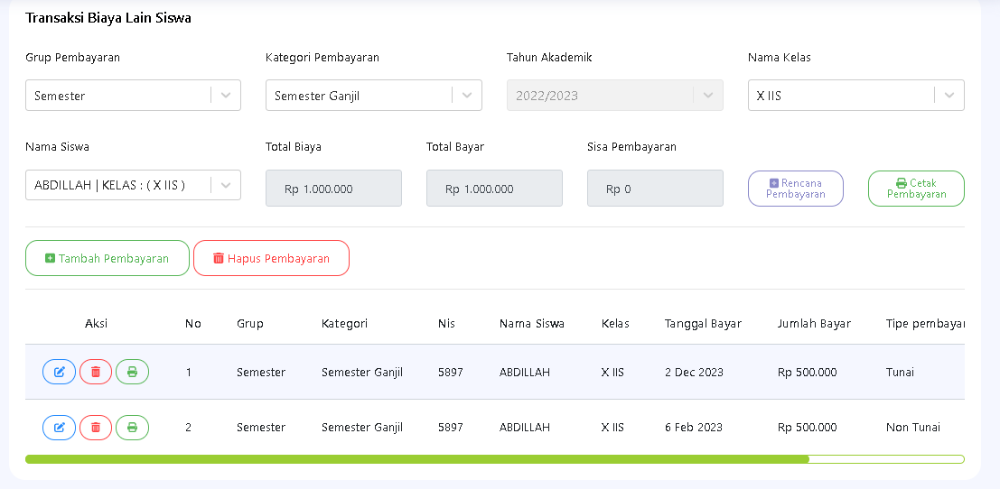 Transaksi Biaya Lain Siswa
Grup Pembayaran Kategori Pembayaran Tahun Akademik Nama Kelas
Semester Semester Ganjil 2022/2023 X IIS
Nama Siswa Total Biaya Total Bayar Sisa Pembayaran
ABDILLAH | KELAS : ( X IIS ) Rp 1.000.000 Rp 1.000.000 Rp 0 Rencana Pembayaran Cetak Pembayaran
Tambah Pembayaran Hapus Pembayaran
Aksi No Grup Kategori Nis Nama Siswa Kelas Tanggal Bayar Jumlah Bayar Tipe pembayar
1 Semester Semester Ganjil 5897 ABDILLAH X IIS 2 Dec 2023 Rp 500.000 Tunai
2 Semester Semester Ganjil 5897 ABDILLAH X IIS 6 Feb 2023 Rp 500.000 Non Tunai